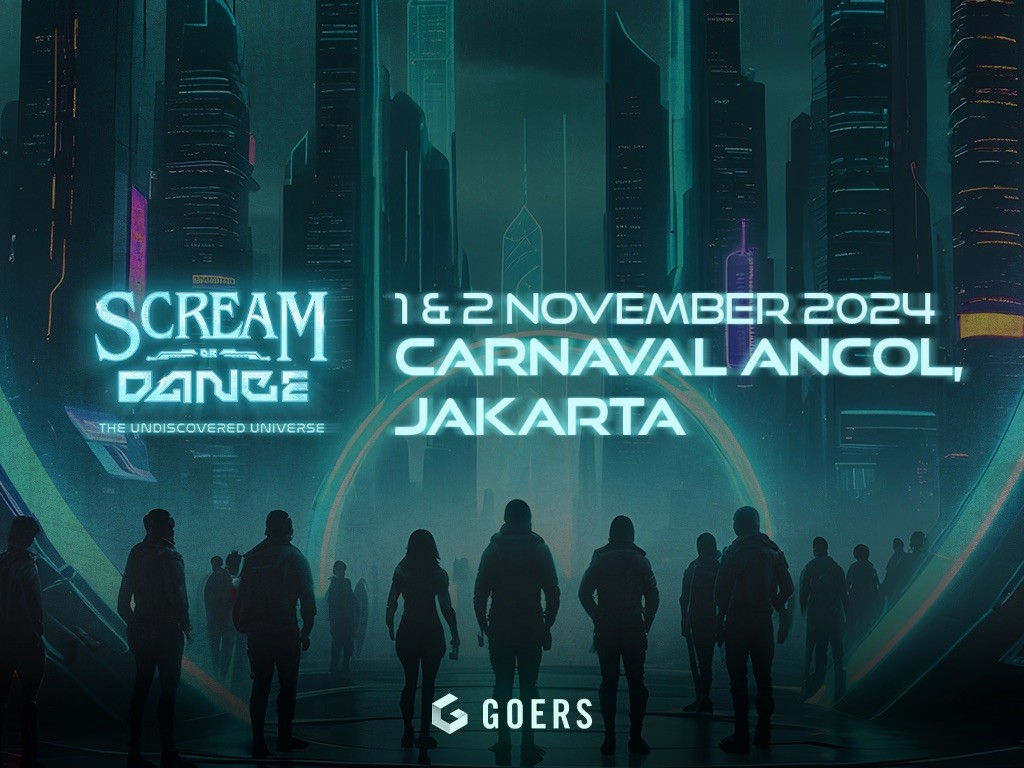 SCREAM
OR
DANCE
THE UNDISCOVERED UNIVERSE
1 & 2 NOVEMBER 2024
CARNAVAL ANCOL,
JAKARTA
GOERS